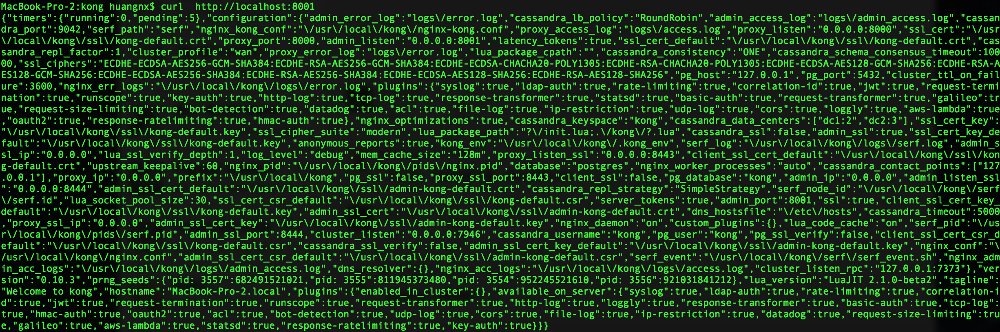 MacBook-Pro-2:kong huangnx$ curl  http://localhost:8001
{"timers":{"running":0,"pending":5},"configuration":{"admin_error_log":"logs\/error.log","cassandra_lb_policy":"RoundRobin","admin_access_log":"logs\/admin_access.log","cassan
dra_port":9042,"serf_path":"serf","nginx_kong_conf":"\/usr\/local\/kong\/nginx-kong.conf","proxy_access_log":"logs\/access.log","proxy_listen":"0.0.0.0:8000","ssl_cert":"\/usr
\/local\/kong\/ssl\/kong-default.crt","proxy_port":8000,"admin_listen":"0.0.0.0:8001","latency_tokens":true,"ssl_cert_default":"\/usr\/local\/kong\/ssl\/kong-default.crt","cas
sandra_repl_factor":1,"cluster_profile":"wan","proxy_error_log":"logs\/error.log","lua_package_cpath":"","cassandra_consistency":"ONE","cassandra_schema_consensus_timeout":100
00,"ssl_ciphers":"ECDHE-ECDSA-AES256-GCM-SHA384:ECDHE-RSA-AES256-GCM-SHA384:ECDHE-ECDSA-CHACHA20-POLY1305:ECDHE-RSA-CHACHA20-POLY1305:ECDHE-ECDSA-AES128-GCM-SHA256:ECDHE-RSA-A
ES128-GCM-SHA256:ECDHE-ECDSA-AES256-SHA384:ECDHE-RSA-AES256-SHA384:ECDHE-ECDSA-AES128-SHA256:ECDHE-RSA-AES128-SHA256","pg_host":"127.0.0.1","pg_port":5432,"cluster_ttl_on_fail
ure":3600,"nginx_err_logs":"\/usr\/local\/kong\/logs\/error.log","plugins":{"syslog":true,"ldap-auth":true,"rate-limiting":true,"correlation-id":true,"jwt":true,"request-termi
nation":true,"runscope":true,"key-auth":true,"http-log":true,"tcp-log":true,"response-transformer":true,"statsd":true,"basic-auth":true,"request-transformer":true,"galileo":tr
ue,"request-size-limiting":true,"bot-detection":true,"datadog":true,"acl":true,"file-log":true,"ip-restriction":true,"udp-log":true,"cors":true,"loggly":true,"aws-lambda":true
,"oauth2":true,"response-ratelimiting":true,"hmac-auth":true},"nginx_optimizations":true,"cassandra_keyspace":"kong","cassandra_data_centers":["dc1:2","dc2:3"],"ssl_cert_key":
"\/usr\/local\/kong\/ssl\/kong-default.key","ssl_cipher_suite":"modern","lua_package_path":"?\/init.lua;.\/kong\/?.lua","cassandra_ssl":false,"admin_ssl":true,"ssl_cert_key_de
fault":"\/usr\/local\/kong\/ssl\/kong-default.key","anonymous_reports":true,"kong_env":"\/usr\/local\/kong\/.kong_env","serf_log":"\/usr\/local\/kong\/logs\/serf.log","admin_s
sl_ip":"0.0.0.0","lua_ssl_verify_depth":1,"log_level":"debug","mem_cache_size":"128m","proxy_listen_ssl":"0.0.0.0:8443","client_ssl_cert_default":"\/usr\/local\/kong\/ssl\/kon
g-default.crt","upstream_keepalive":60,"nginx_pid":"\/usr\/local\/kong\/pids\/nginx.pid","database":"postgres","nginx_worker_processes":"auto","cassandra_contact_points":["127
.0.0.1"],"proxy_ip":"0.0.0.0","prefix":"\/usr\/local\/kong","pg_ssl":false,"proxy_ssl_port":8443,"client_ssl":false,"pg_database":"kong","admin_ip":"0.0.0.0","admin_listen_ssl
":"0.0.0.0:8444","admin_ssl_cert_default":"\/usr\/local\/kong\/ssl\/admin-kong-default.crt","cassandra_repl_strategy":"SimpleStrategy","serf_node_id":"\/usr\/local\/kong\/serf
\/serf.id","lua_socket_pool_size":30,"ssl_cert_csr_default":"\/usr\/local\/kong\/ssl\/kong-default.csr","server_tokens":true,"admin_port":8001,"ssl":true,"client_ssl_cert_key_
default":"\/usr\/local\/kong\/ssl\/kong-default.key","admin_ssl_cert":"\/usr\/local\/kong\/ssl\/admin-kong-default.crt","dns_hostsfile":"\/etc\/hosts","cassandra_timeout":5000
,"proxy_ssl_ip":"0.0.0.0","admin_ssl_cert_key":"\/usr\/local\/kong\/ssl\/admin-kong-default.key","nginx_daemon":"on","custom_plugins":{},"lua_code_cache":"on","serf_pid":"\/us
r\/local\/kong\/pids\/serf.pid","admin_ssl_port":8444,"cluster_listen":"0.0.0.0:7946","cassandra_username":"kong","pg_user":"kong","pg_ssl_verify":false,"client_ssl_cert_csr_d
efault":"\/usr\/local\/kong\/ssl\/kong-default.csr","cassandra_ssl_verify":false,"admin_ssl_cert_key_default":"\/usr\/local\/kong\/ssl\/admin-kong-default.key","nginx_conf":"\
/usr\/local\/kong\/nginx.conf","admin_ssl_cert_csr_default":"\/usr\/local\/kong\/ssl\/admin-kong-default.csr","serf_event":"\/usr\/local\/kong\/serf\/serf_event.sh","nginx_adm
in_acc_logs":"\/usr\/local\/kong\/logs\/admin_access.log","dns_resolver":{},"nginx_acc_logs":"\/usr\/local\/kong\/logs\/access.log","cluster_listen_rpc":"127.0.0.1:7373"},"ver
sion":"0.10.3","prng_seeds":{"pid: 3557":682491521021,"pid: 3555":811945373480,"pid: 3554":952245521610,"pid: 3556":921031841212},"lua_version":"LuaJIT 2.1.0-beta2","tagline":
"Welcome to kong","hostname":"MacBook-Pro-2.local","plugins":{"enabled_in_cluster":{},"available_on_server":{"syslog":true,"ldap-auth":true,"rate-limiting":true,"correlation-i
d":true,"jwt":true,"request-termination":true,"runscope":true,"request-transformer":true,"http-log":true,"loggly":true,"response-transformer":true,"basic-auth":true,"tcp-log":
true,"hmac-auth":true,"oauth2":true,"acl":true,"bot-detection":true,"udp-log":true,"cors":true,"file-log":true,"ip-restriction":true,"datadog":true,"request-size-limiting":tru
e,"galileo":true,"aws-lambda":true,"statsd":true,"response-ratelimiting":true,"key-auth":true}}}